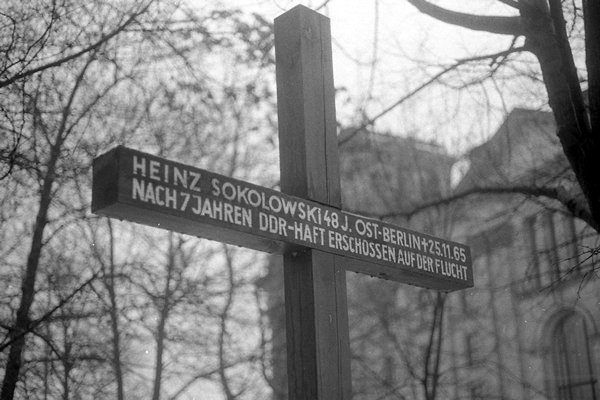 HEINZ SOKOLOWSKI 48 J. OST-BERLIN † 25.11.65
NACH 7 JAHREN DDR-HAFT ERSCHOSSEN AUF DER FLUCHT